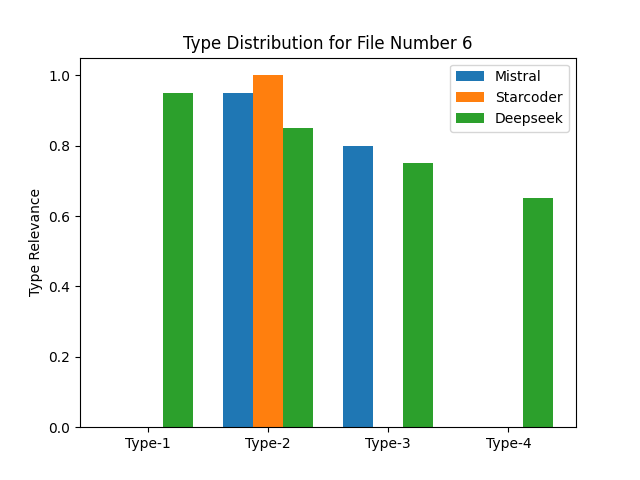 Type Distribution for File Number 6
Mistral
Starcoder
Deepseek
Type Relevance
1.0
0.8
0.6
0.4
0.2
0.0
Type-1 Type-2 Type-3 Type-4